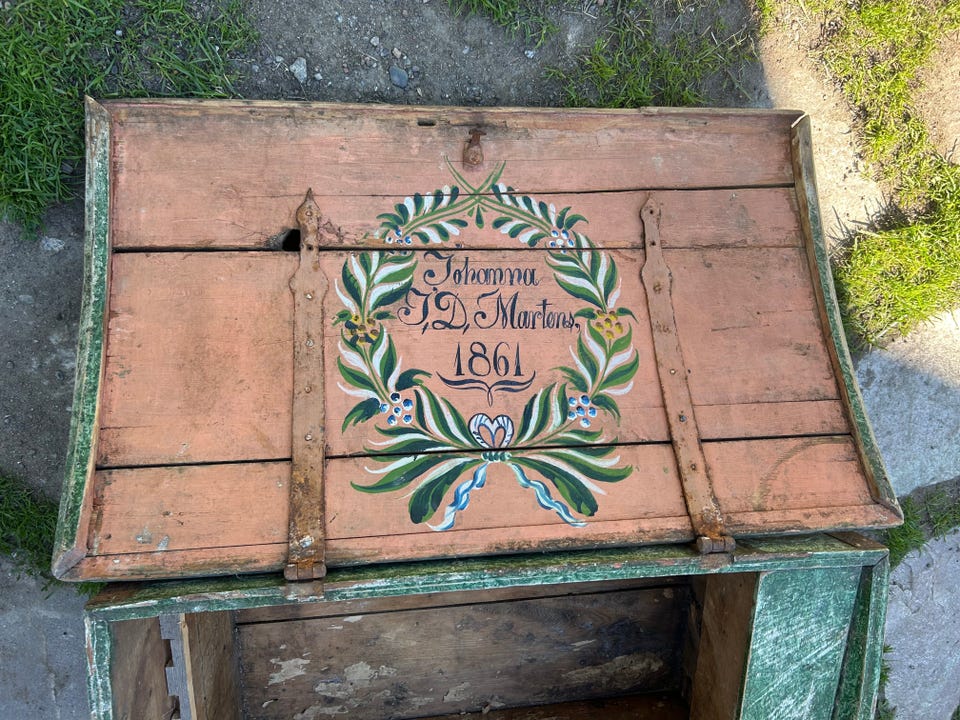 Johanna
J, D, Martens,
1861